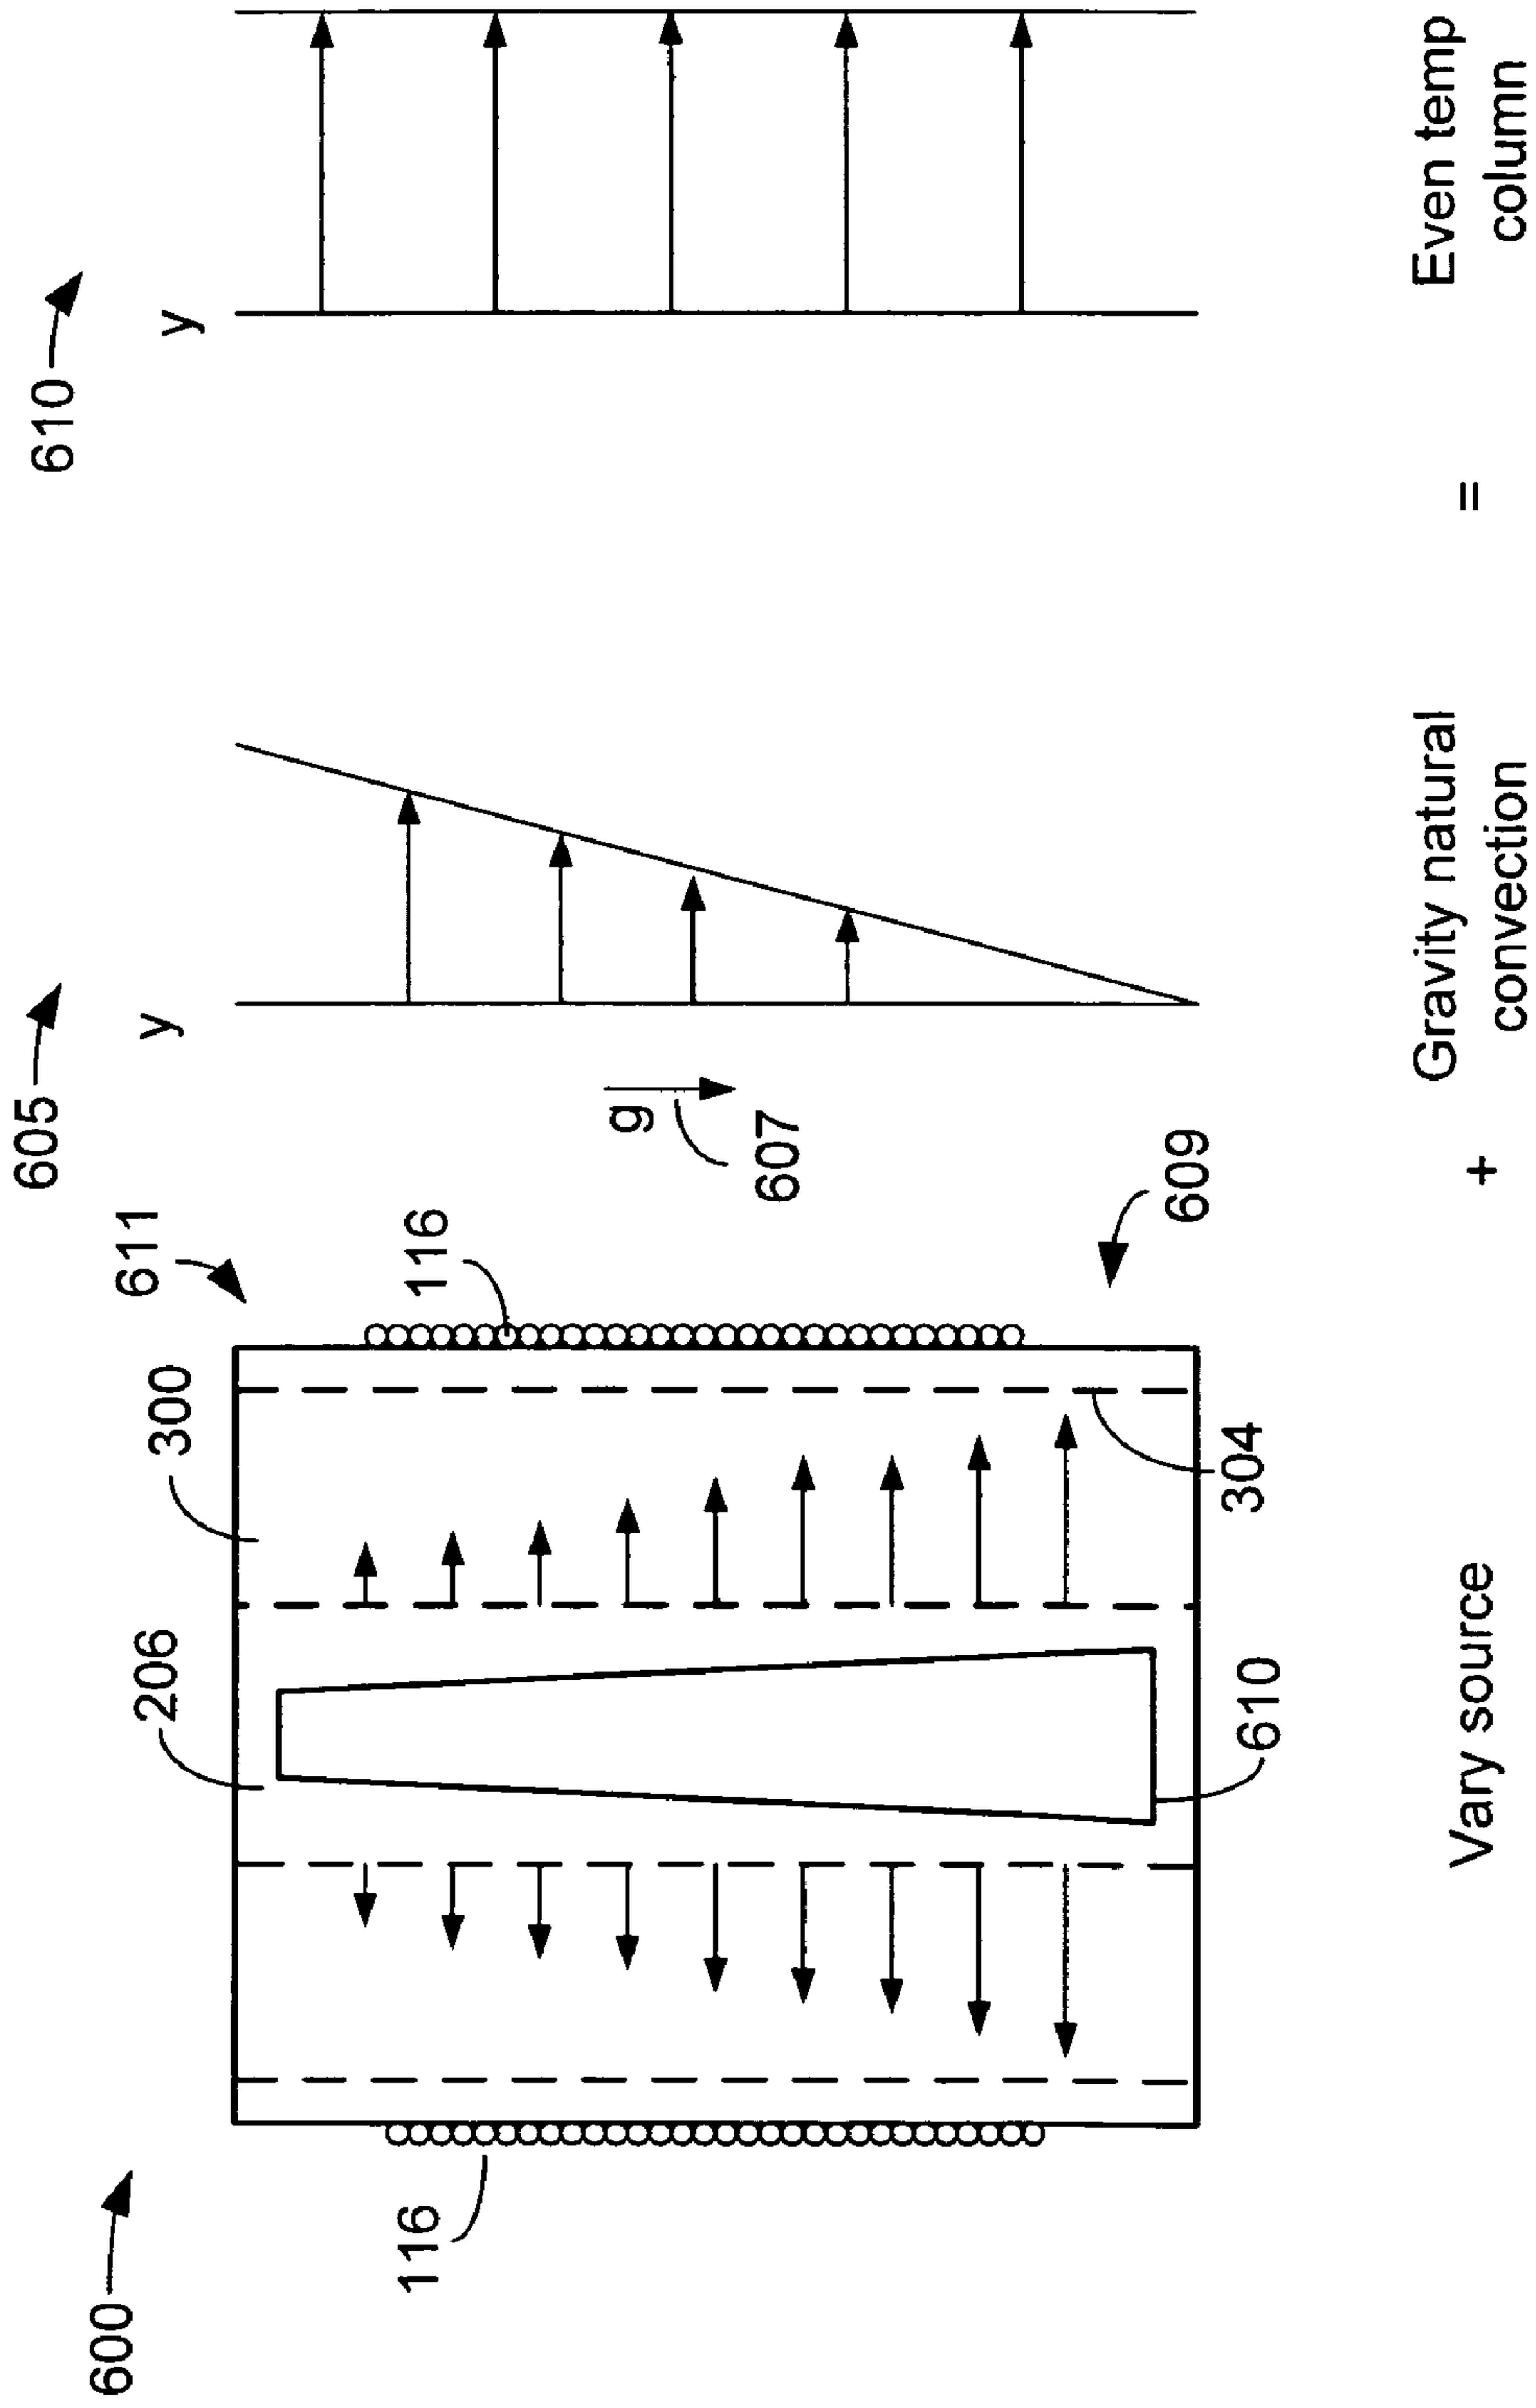 600
611
605
610
116
206
300
116
y
y
g
607
609
610
304
Vary source
+
Gravity natural
convection
=
Even temp
column